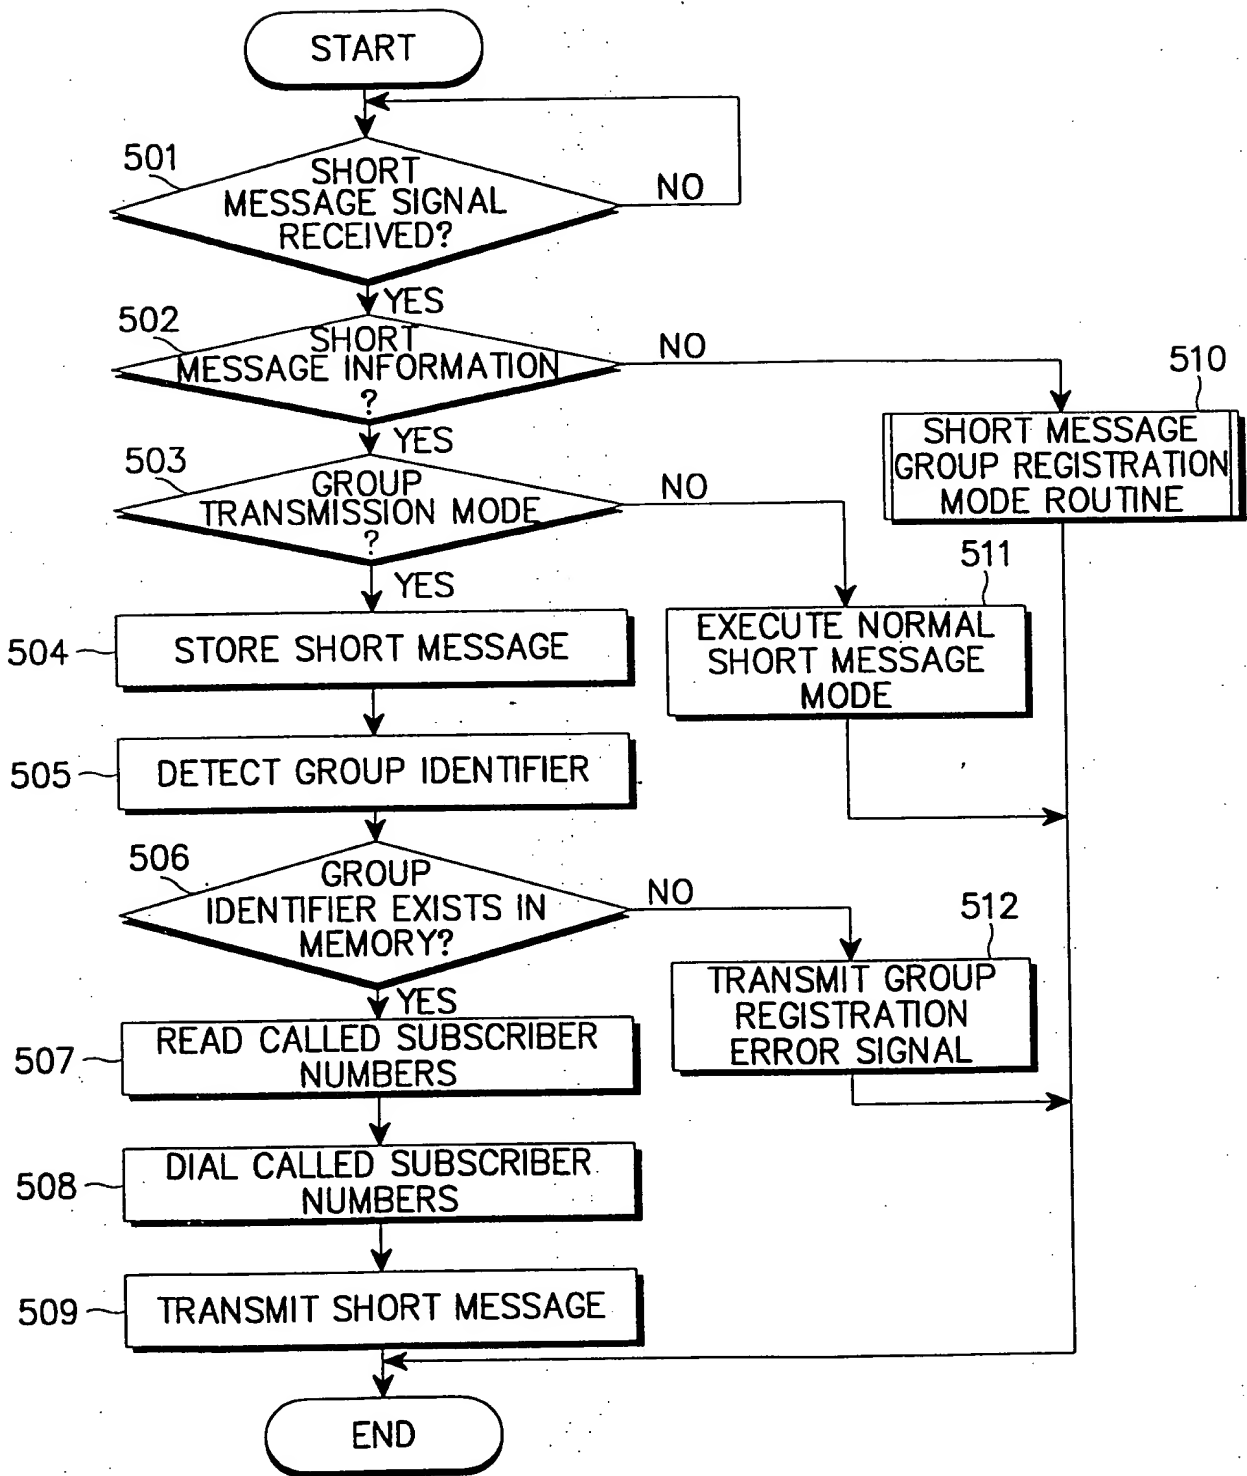 START
501
SHORT
MESSAGE SIGNAL
RECEIVED?
NO
YES
502
SHORT
MESSAGE INFORMATION
?
NO
YES
510
SHORT MESSAGE
GROUP REGISTRATION
MODE ROUTINE
503
GROUP
TRANSMISSION MODE
?
NO
YES
511
EXECUTE NORMAL
SHORT MESSAGE
MODE
504
STORE SHORT MESSAGE
505
DETECT GROUP IDENTIFIER
506
GROUP
IDENTIFIER EXISTS IN
MEMORY?
NO
YES
512
TRANSMIT GROUP
REGISTRATION
ERROR SIGNAL
507
READ CALLED SUBSCRIBER
NUMBERS
508
DIAL CALLED SUBSCRIBER
NUMBERS
509
TRANSMIT SHORT MESSAGE
END